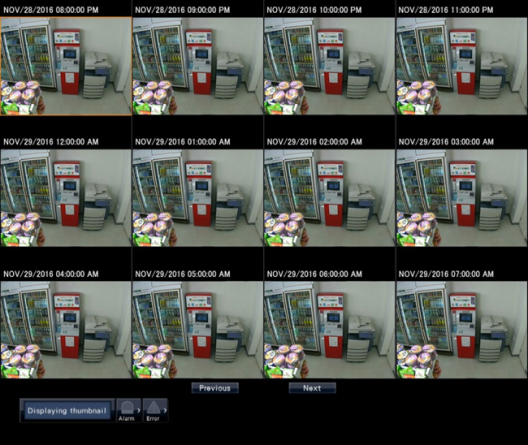 NOV/28/2016 08:00:00 PM
NOV/28/2016 09:00:00 PM
NOV/28/2016 10:00:00 PM
NOV/28/2016 11:00:00 PM
NOV/29/2016 12:00:00 AM
NOV/29/2016 01:00:00 AM
NOV/29/2016 02:00:00 AM
NOV/29/2016 03:00:00 AM
NOV/29/2016 04:00:00 AM
NOV/29/2016 05:00:00 AM
NOV/29/2016 06:00:00 AM
NOV/29/2016 07:00:00 AM
Previous
Next
Displaying thumbnail
Alarm
Error